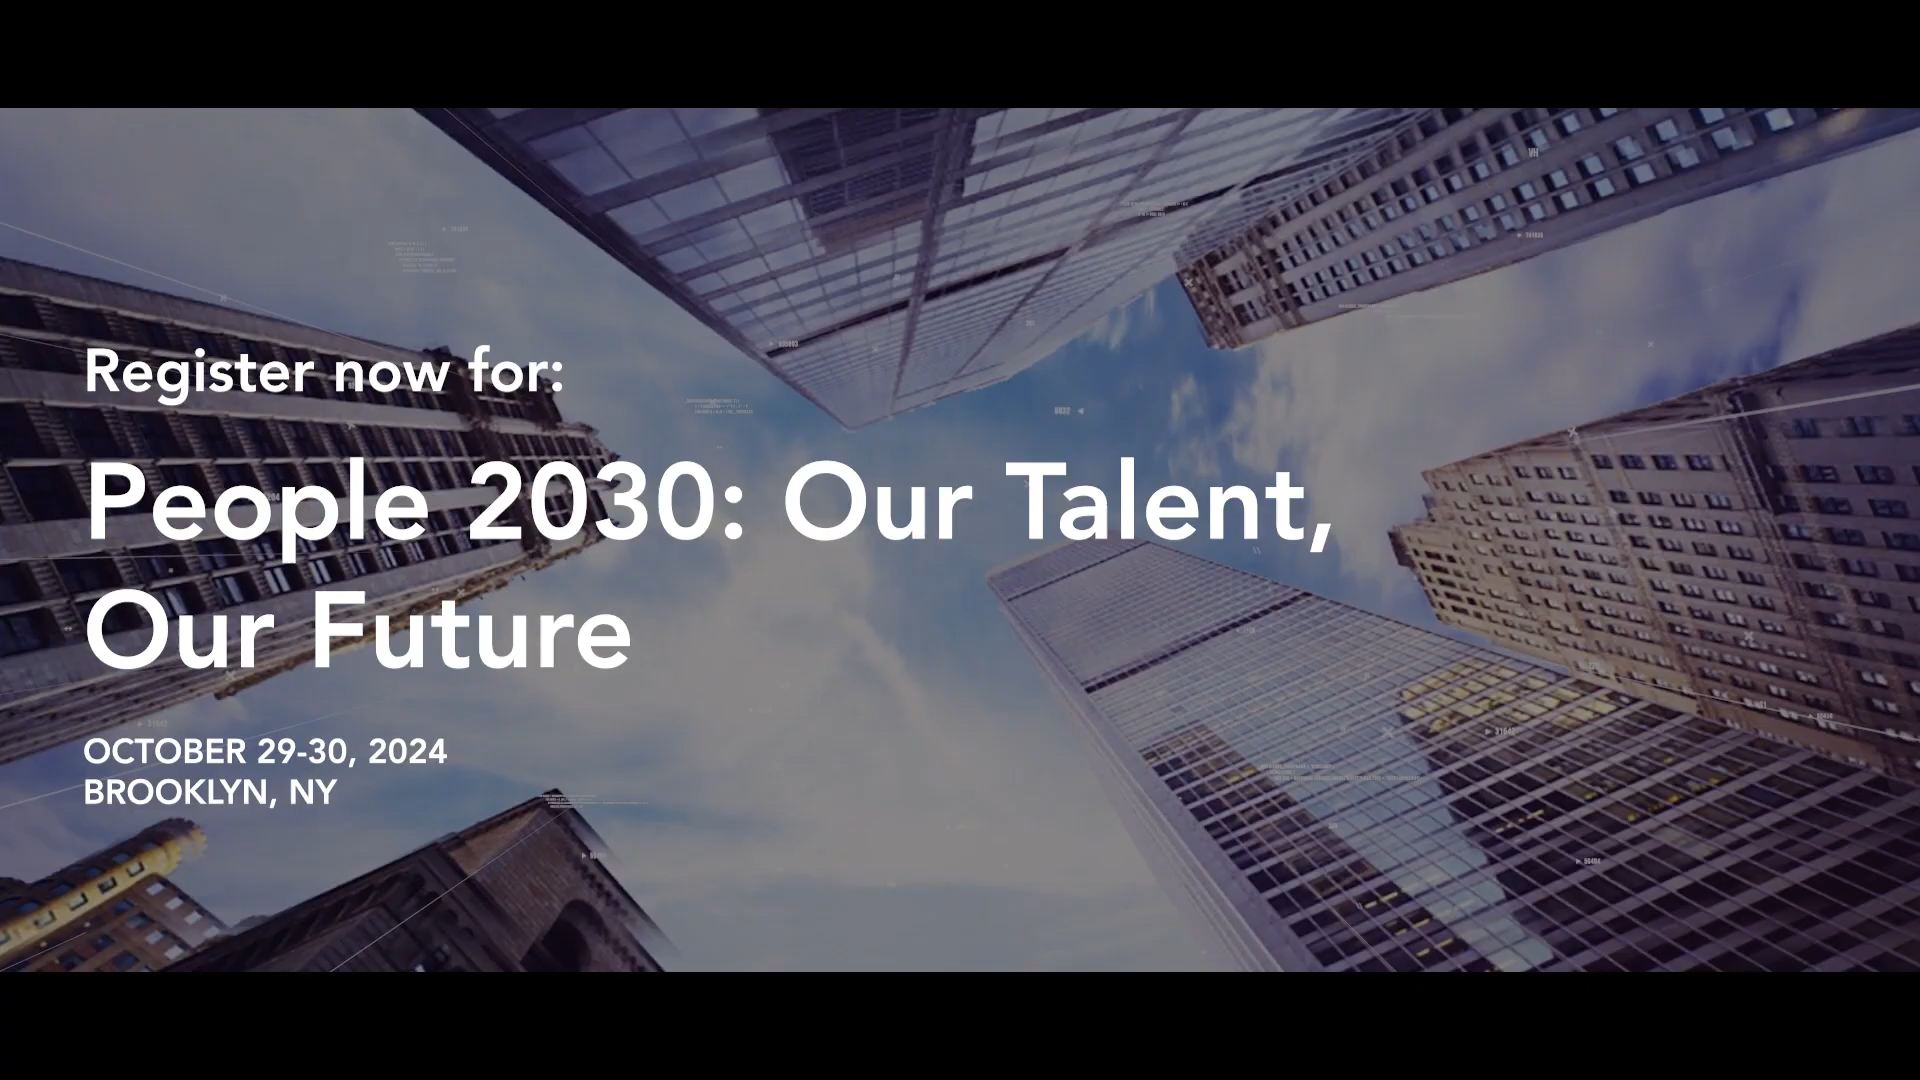 Register now for:
People 2030: Our Talent,
Our Future
OCTOBER 29-30, 2024
BROOKLYN, NY